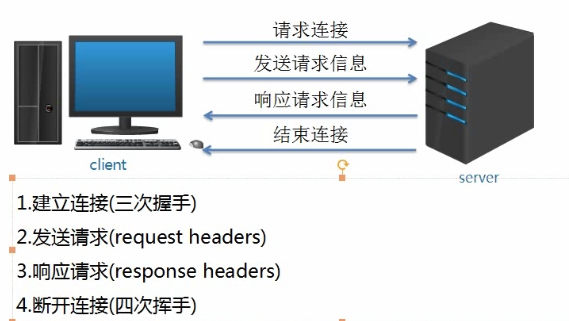 请求连接
发送请求信息
响应请求信息
结束连接
client
server
1.建立连接(三次握手)
2.发送请求(request headers)
3.响应请求(response headers)
4.断开连接(四次挥手)